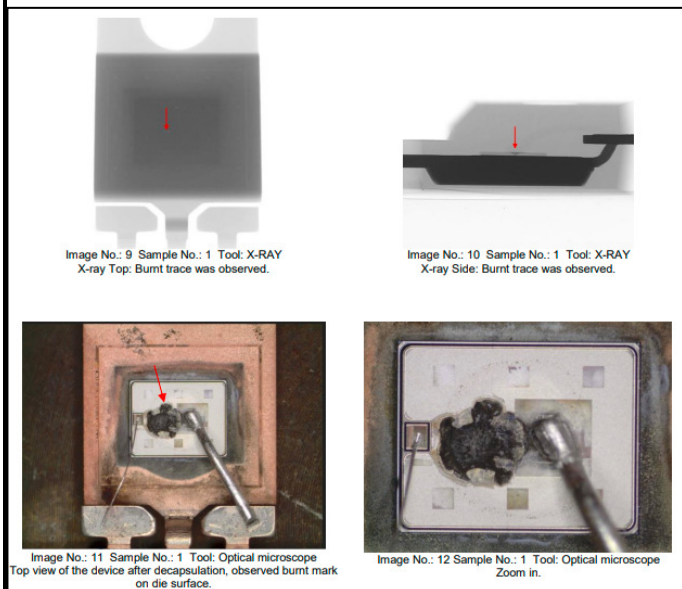 Image No.: 9 Sample No.: 1 Tool: X-RAY
X-ray Top: Burnt trace was observed.
Image No.: 10 Sample No.: 1 Tool: X-RAY
X-ray Side: Burnt trace was observed.
Image No.: 11 Sample No.: 1 Tool: Optical microscope
Top view of the device after decapsulation, observed burnt mark
on die surface.
Image No.: 12 Sample No.: 1 Tool: Optical microscope
Zoom in.